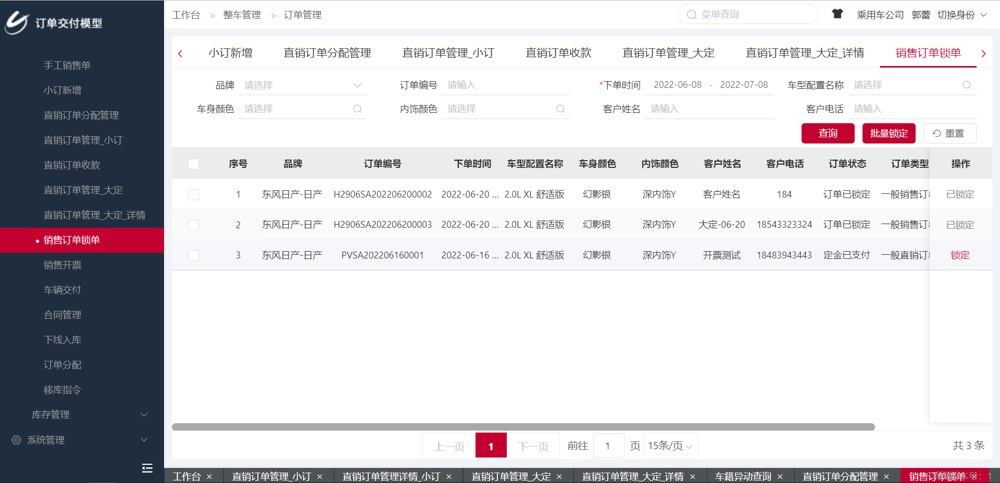 订单交付模型
手工销售单
小订新增
直销订单分配管理
直销订单管理_小订
直销订单收款
直销订单管理_大定
直销订单管理_大定_详情
销售订单锁单
销售开票
车辆交付
合同管理
下线入库
订单分配
移库指令
库存管理
系统管理
工作台 > 整车管理 > 订单管理
菜单查询
乘用车公司 郭蕾 切换身份
小订新增 直销订单分配管理 直销订单管理_小订 直销订单收款 直销订单管理_大定 直销订单管理_大定_详情 销售订单锁单
品牌 请选择 订单编号 请输入 *下单时间 2022-06-08 - 2022-07-08 车型配置名称 请选择
车身颜色 请选择 内饰颜色 请选择 客户姓名 请输入 客户电话 请输入
查询 批量锁定 重置
序号 品牌 订单编号 下单时间 车型配置名称 车身颜色 内饰颜色 客户姓名 客户电话 订单状态 订单类型 操作
1 东风日产-日产 H2906SA202206200002 2022-06-20 ... 2.0L XL 舒适版 幻影银 深内饰Y 客户姓名 184 订单已锁定 一般销售订 已锁定
2 东风日产-日产 H2906SA202206200003 2022-06-20 ... 2.0L XL 舒适版 幻影银 深内饰Y 大定-06-20 18543323324 订单已锁定 一般销售订 已锁定
3 东风日产-日产 PVSA202206160001 2022-06-16 ... 2.0L XL 舒适版 幻影银 深内饰Y 开票测试 18483943443 定金已支付 一般直销订 锁定
上一页 1 下一页 前往 1 页 15条/页 共 3 条
工作台 × 直销订单管理_小订 × 直销订单管理详情_小订 × 直销订单管理_大定 × 直销订单管理_大定_详情 × 车籍异动查询 × 直销订单分配管理 × 销售订单锁单 ×